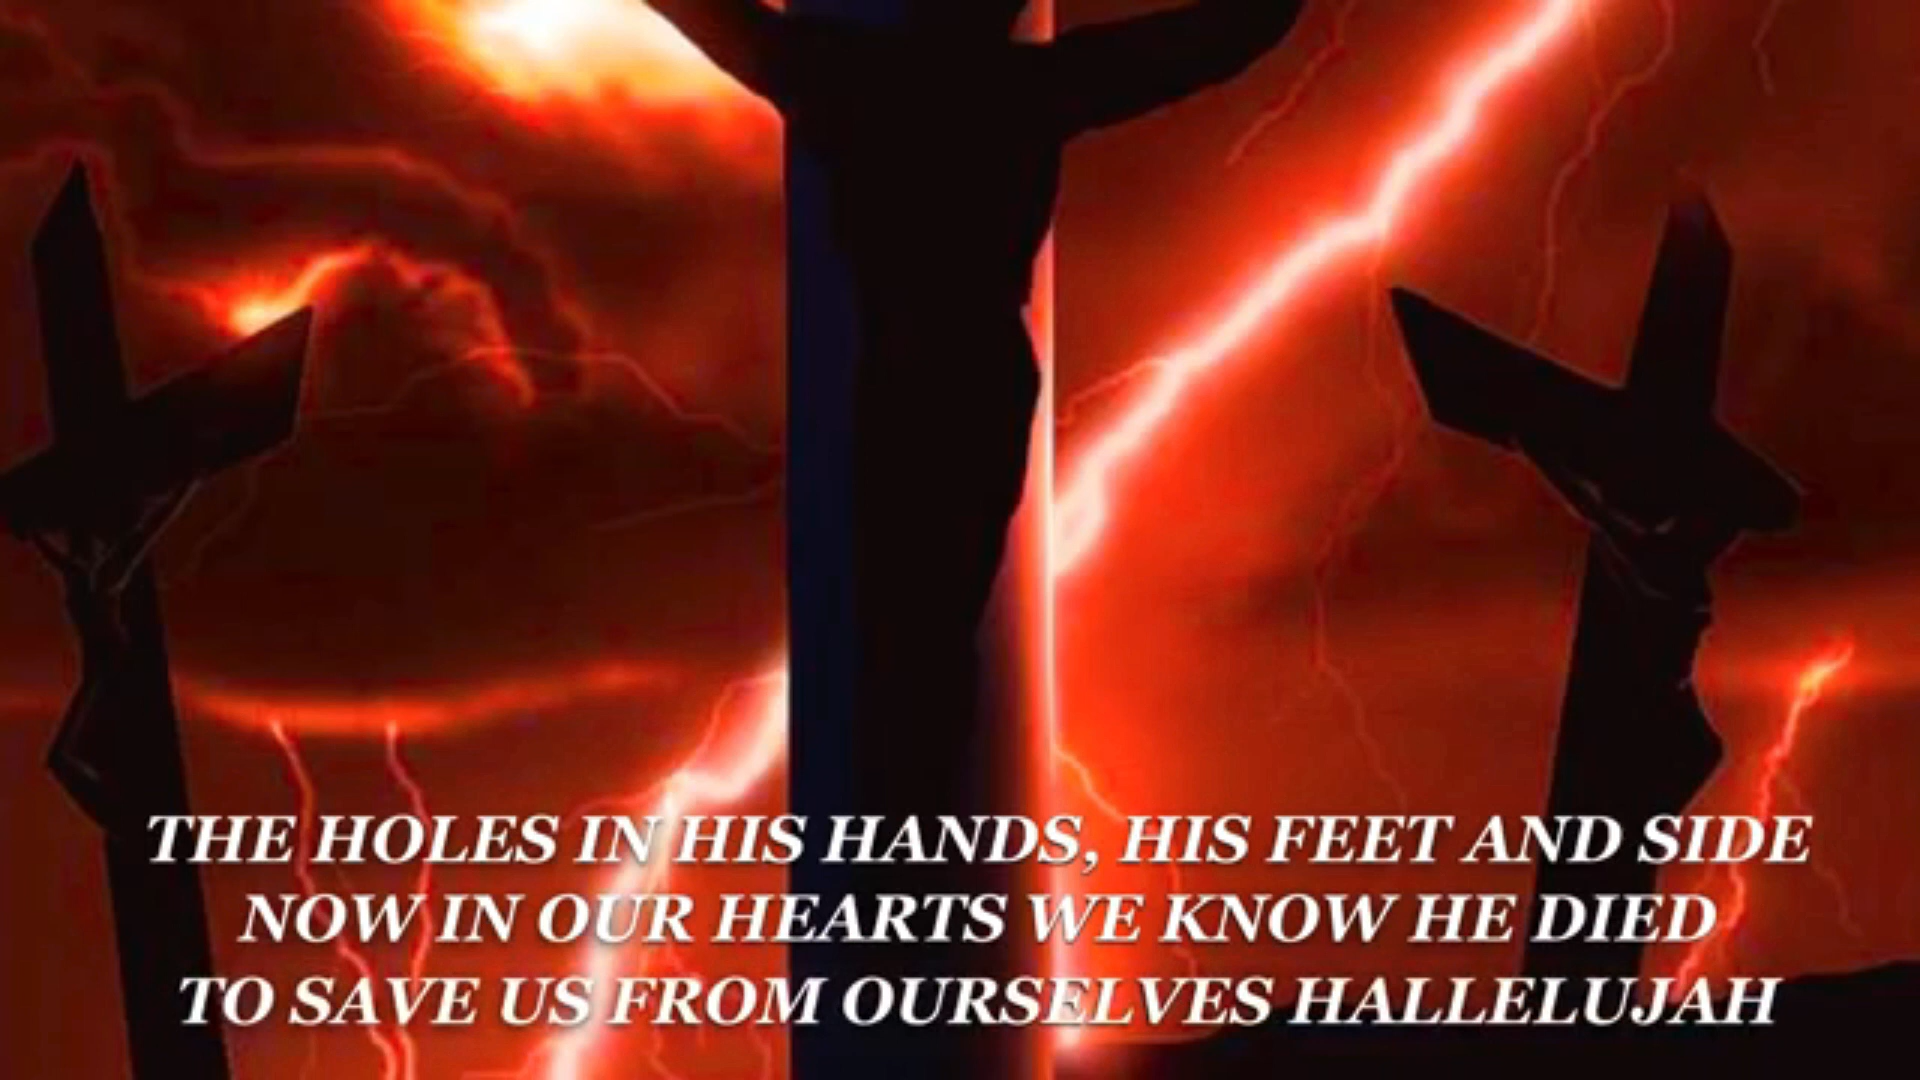 THE HOLES IN HIS HANDS, HIS FEET AND SIDE
NOW IN OUR HEARTS WE KNOW HE DIED
TO SAVE US FROM OURSELVES HALLELUJAH